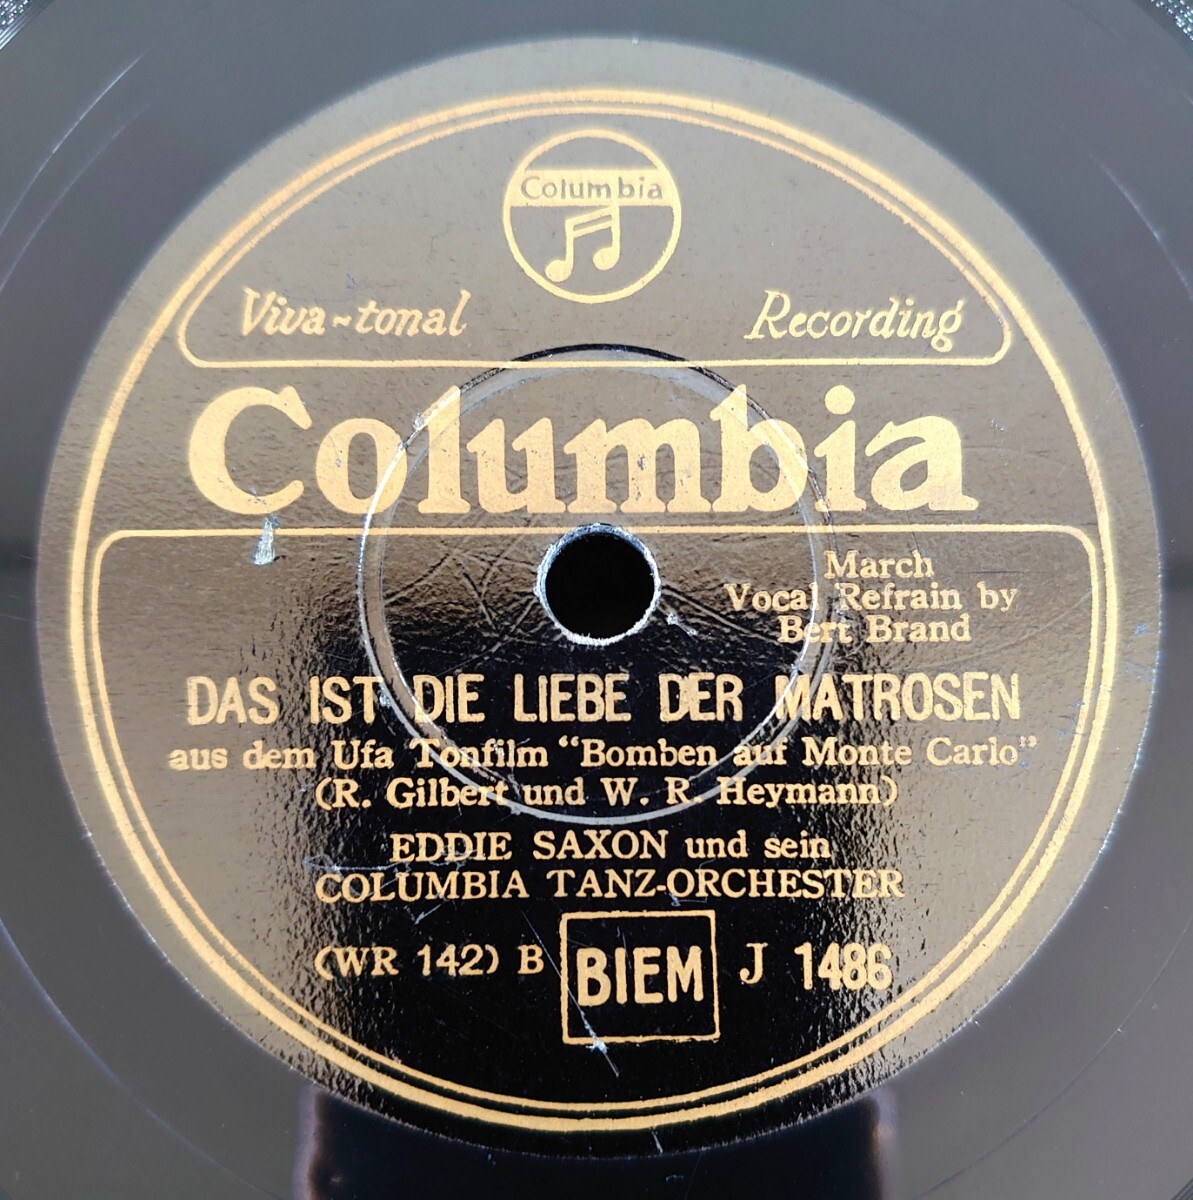 Columbia
Viva-tonal Recording
Columbia
March
Vocal Refrain by
Bert Brand
DAS IST DIE LIEBE DER MATROSEN
aus dem Ufa Tonfilm "Bomben auf Monte Carlo"
(R. Gilbert und W. R. Heymann)
EDDIE SAXON und sein
COLUMBIA TANZ-ORCHESTER
(WR 142) B BIEM J 1486